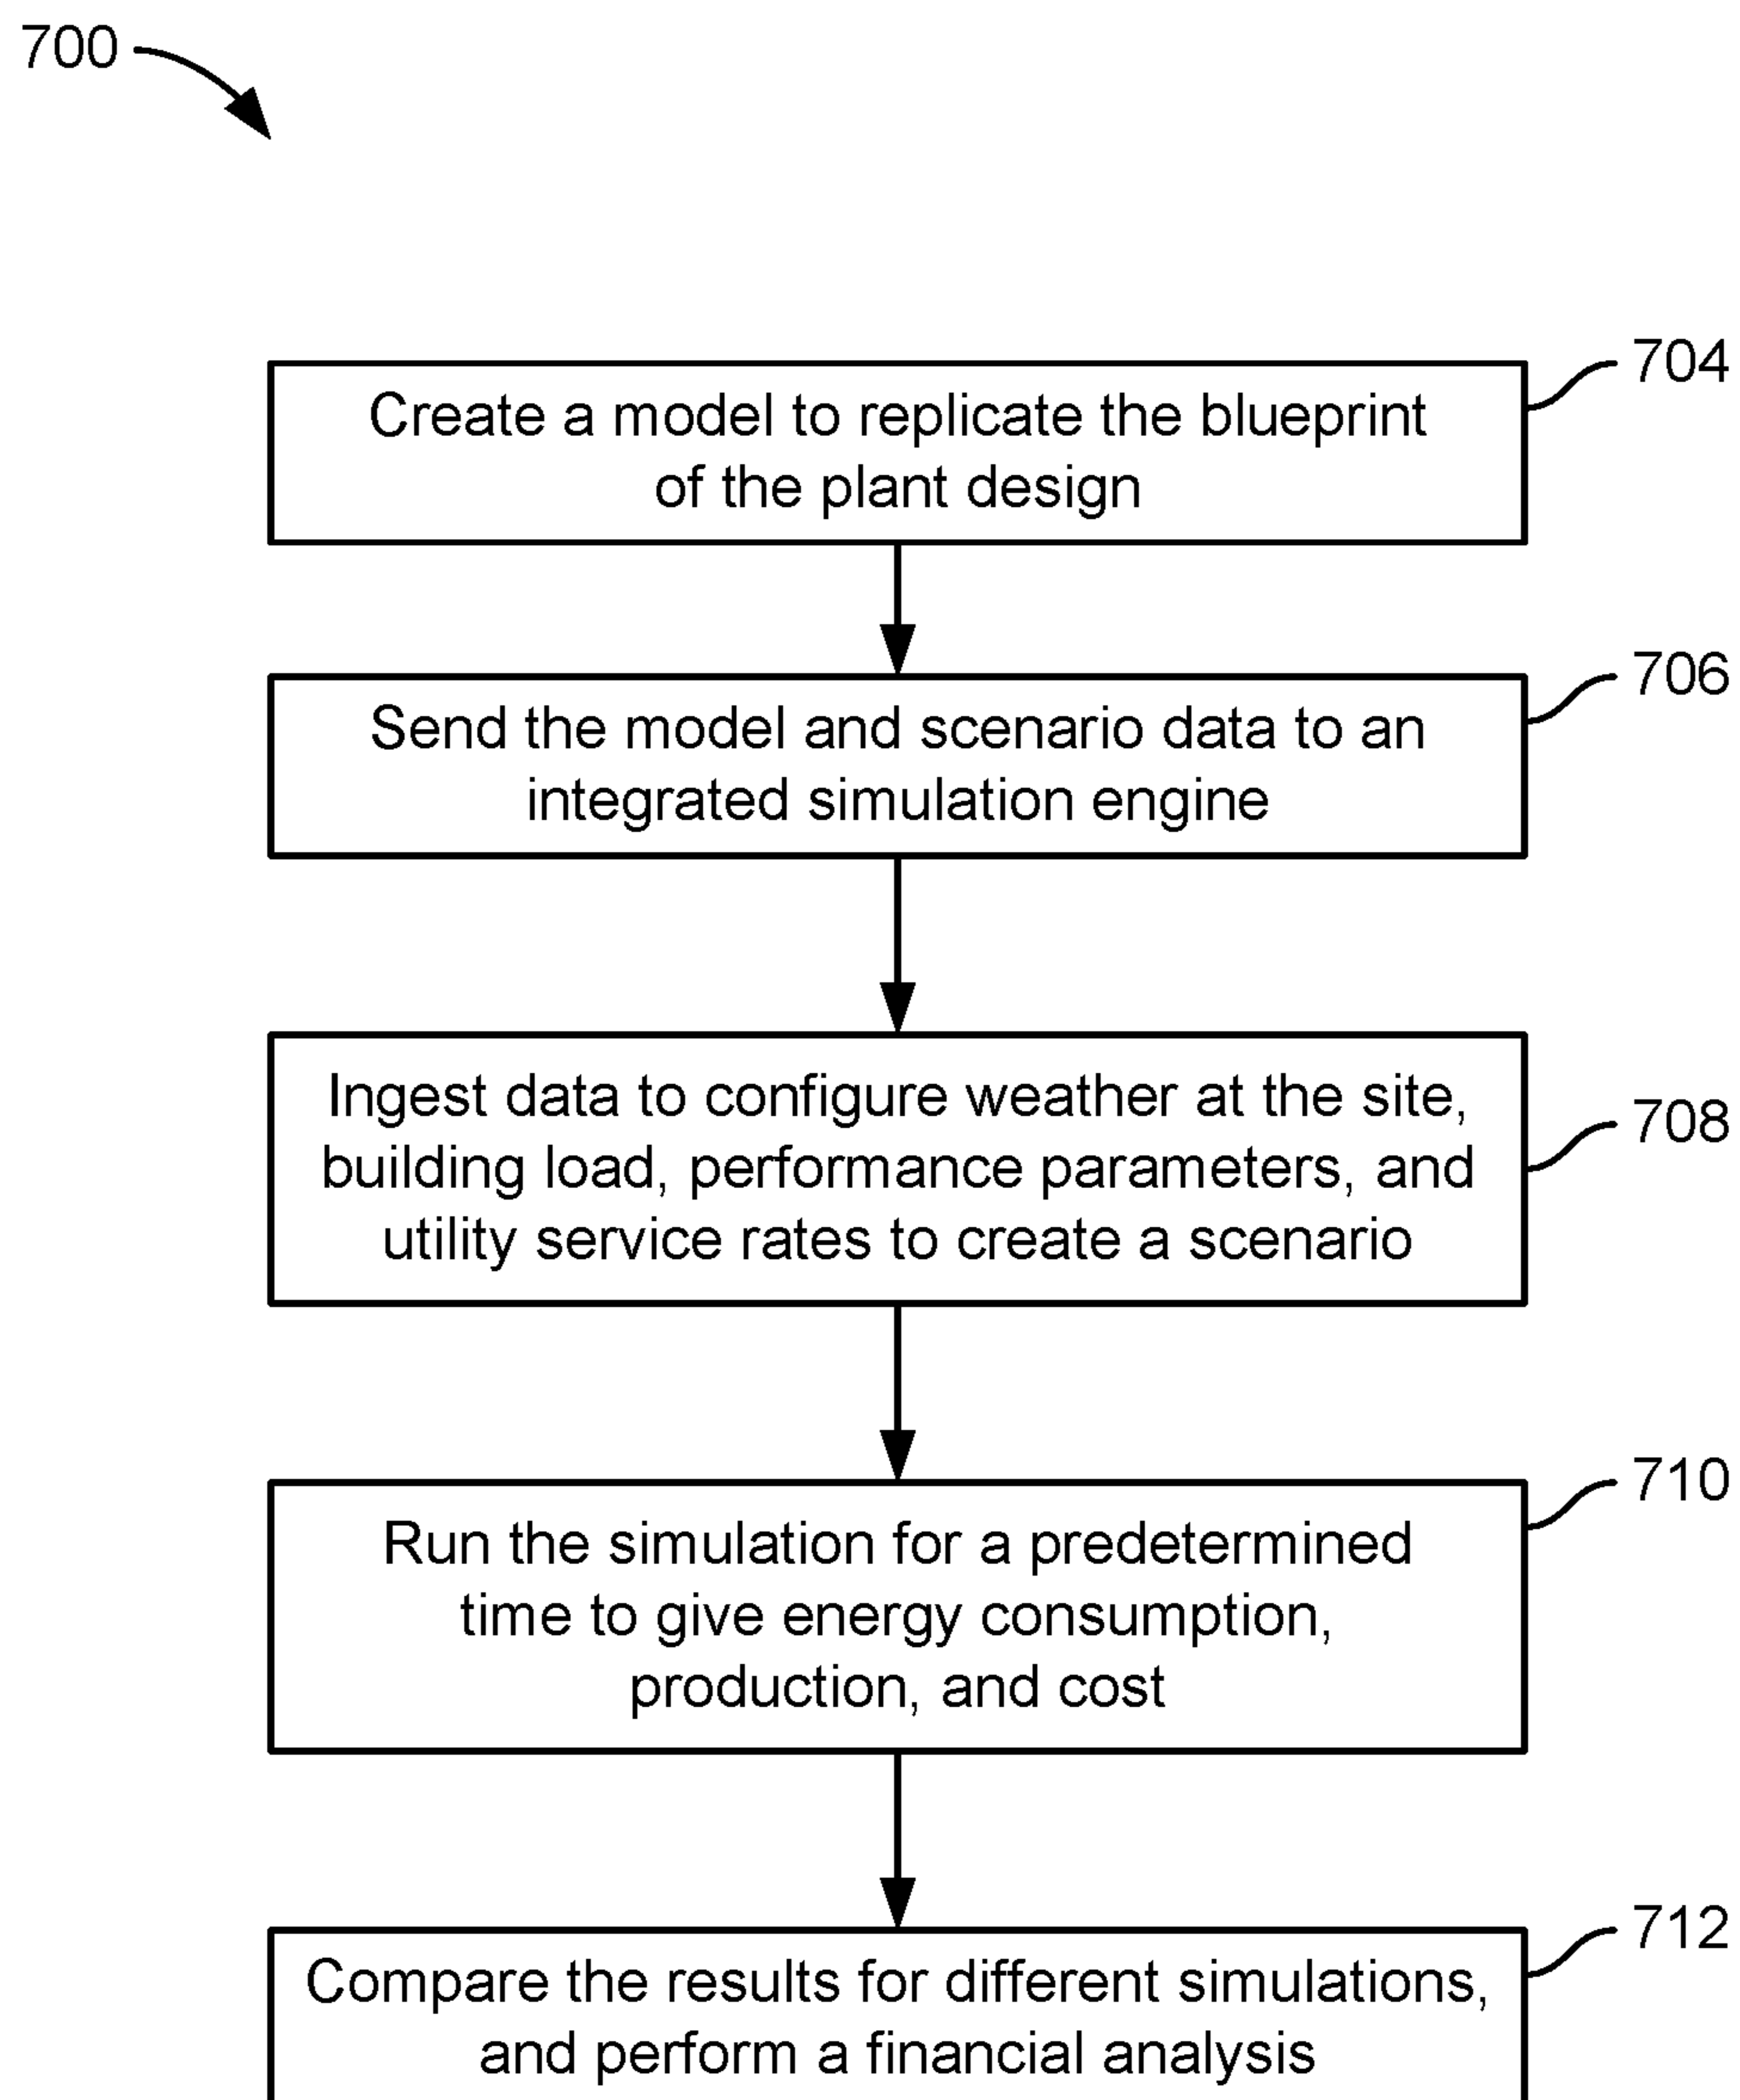 700
704
Create a model to replicate the blueprint
of the plant design
706
Send the model and scenario data to an
integrated simulation engine
708
Ingest data to configure weather at the site,
building load, performance parameters, and
utility service rates to create a scenario
710
Run the simulation for a predetermined
time to give energy consumption,
production, and cost
712
Compare the results for different simulations,
and perform a financial analysis